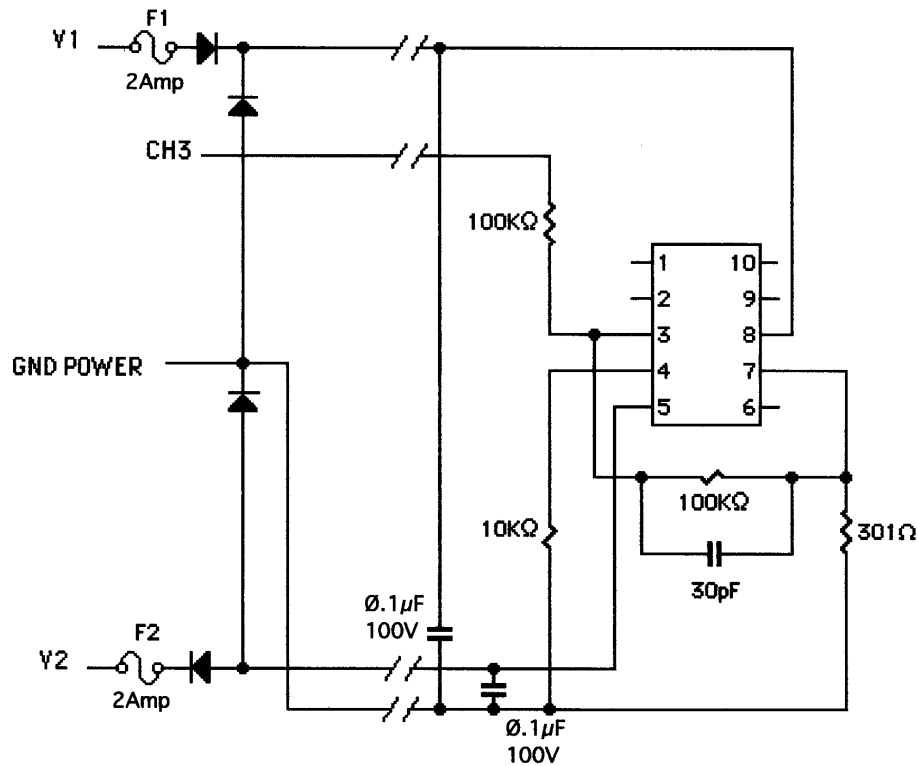 F1
V1
2Amp
CH3
100KΩ
1
10
2
9
3
8
GND POWER
4
7
5
6
100KΩ
10KΩ
301Ω
30pF
Ø.1µF
100V
F2
V2
2Amp
Ø.1µF
100V